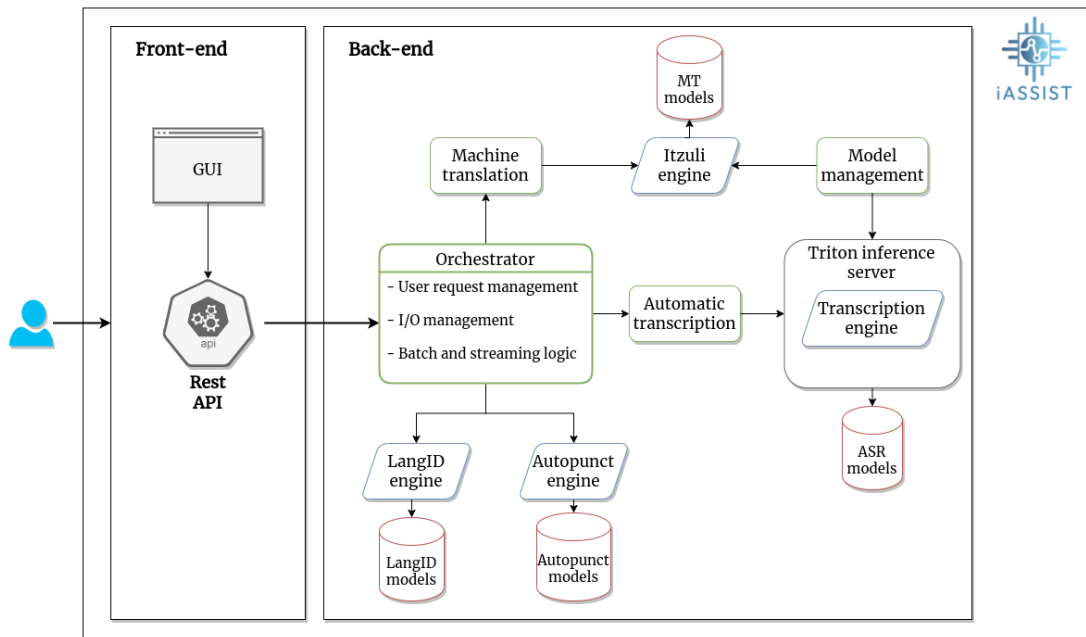 Front-end
GUI
api
Rest
API
Back-end
MT
models
Machine
translation
Itzuli
engine
Model
management
Orchestrator
- User request management
- I/O management
- Batch and streaming logic
Automatic
transcription
Triton inference
server
Transcription
engine
ASR
models
LangID
engine
Autopunct
engine
LangID
models
Autopunct
models
iASSIST